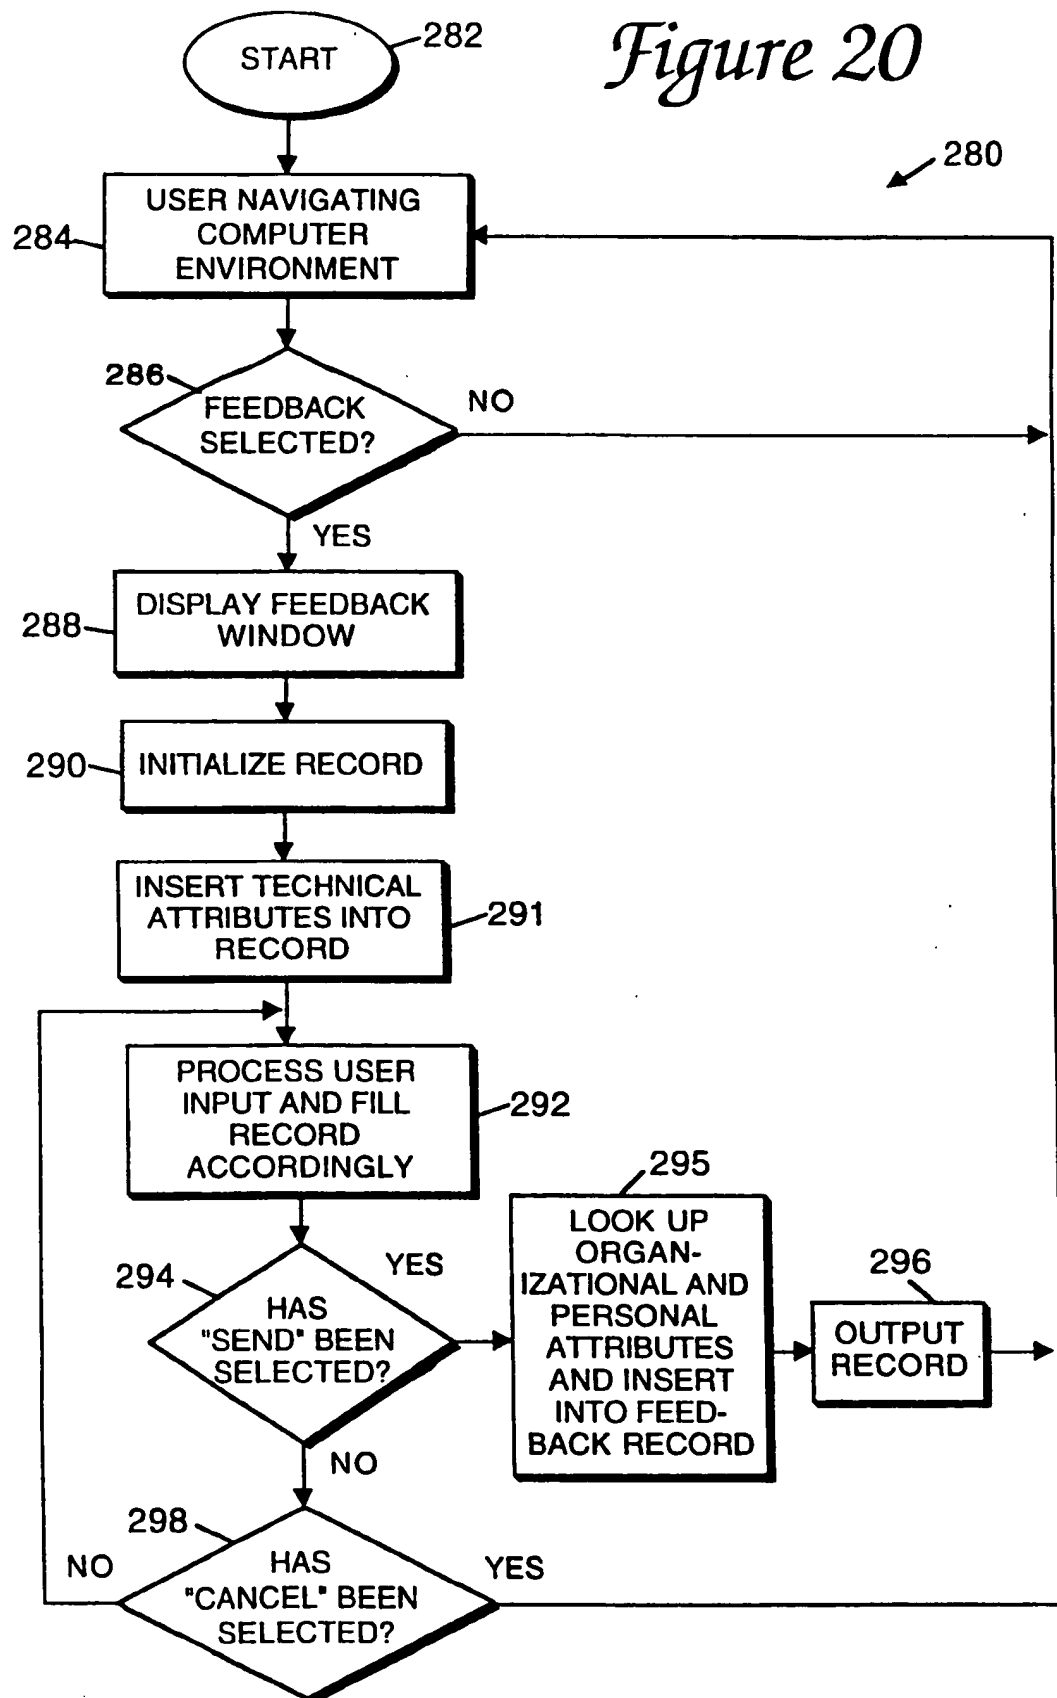 Figure 20
START
282
280
USER NAVIGATING
COMPUTER
ENVIRONMENT
284
286
FEEDBACK
SELECTED?
NO
YES
DISPLAY FEEDBACK
WINDOW
288
INITIALIZE RECORD
290
INSERT TECHNICAL
ATTRIBUTES INTO
RECORD
291
PROCESS USER
INPUT AND FILL
RECORD
ACCORDINGLY
292
294
HAS
"SEND" BEEN
SELECTED?
YES
NO
295
LOOK UP
ORGAN-
IZATIONAL AND
PERSONAL
ATTRIBUTES
AND INSERT
INTO FEED-
BACK RECORD
296
OUTPUT
RECORD
298
HAS
"CANCEL" BEEN
SELECTED?
NO
YES